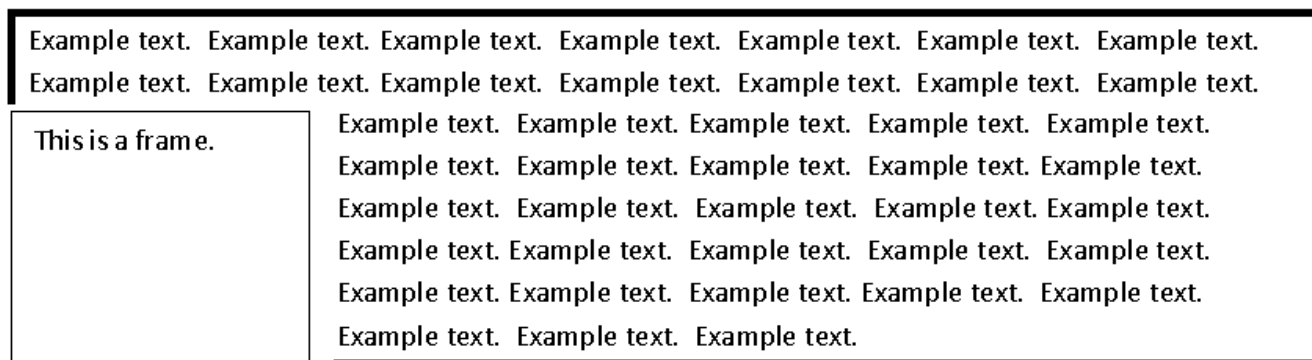 Example text.  Example text. Example text.  Example text.  Example text.  Example text.  Example text.
Example text.  Example text. Example text.  Example text.  Example text.  Example text.  Example text.
This is a frame.
Example text.  Example text. Example text.  Example text.  Example text.
Example text.  Example text. Example text.  Example text. Example text.
Example text.  Example text.  Example text.  Example text. Example text.
Example text. Example text.  Example text.  Example text.  Example text.
Example text. Example text.  Example text. Example text.  Example text.
Example text.  Example text.  Example text.